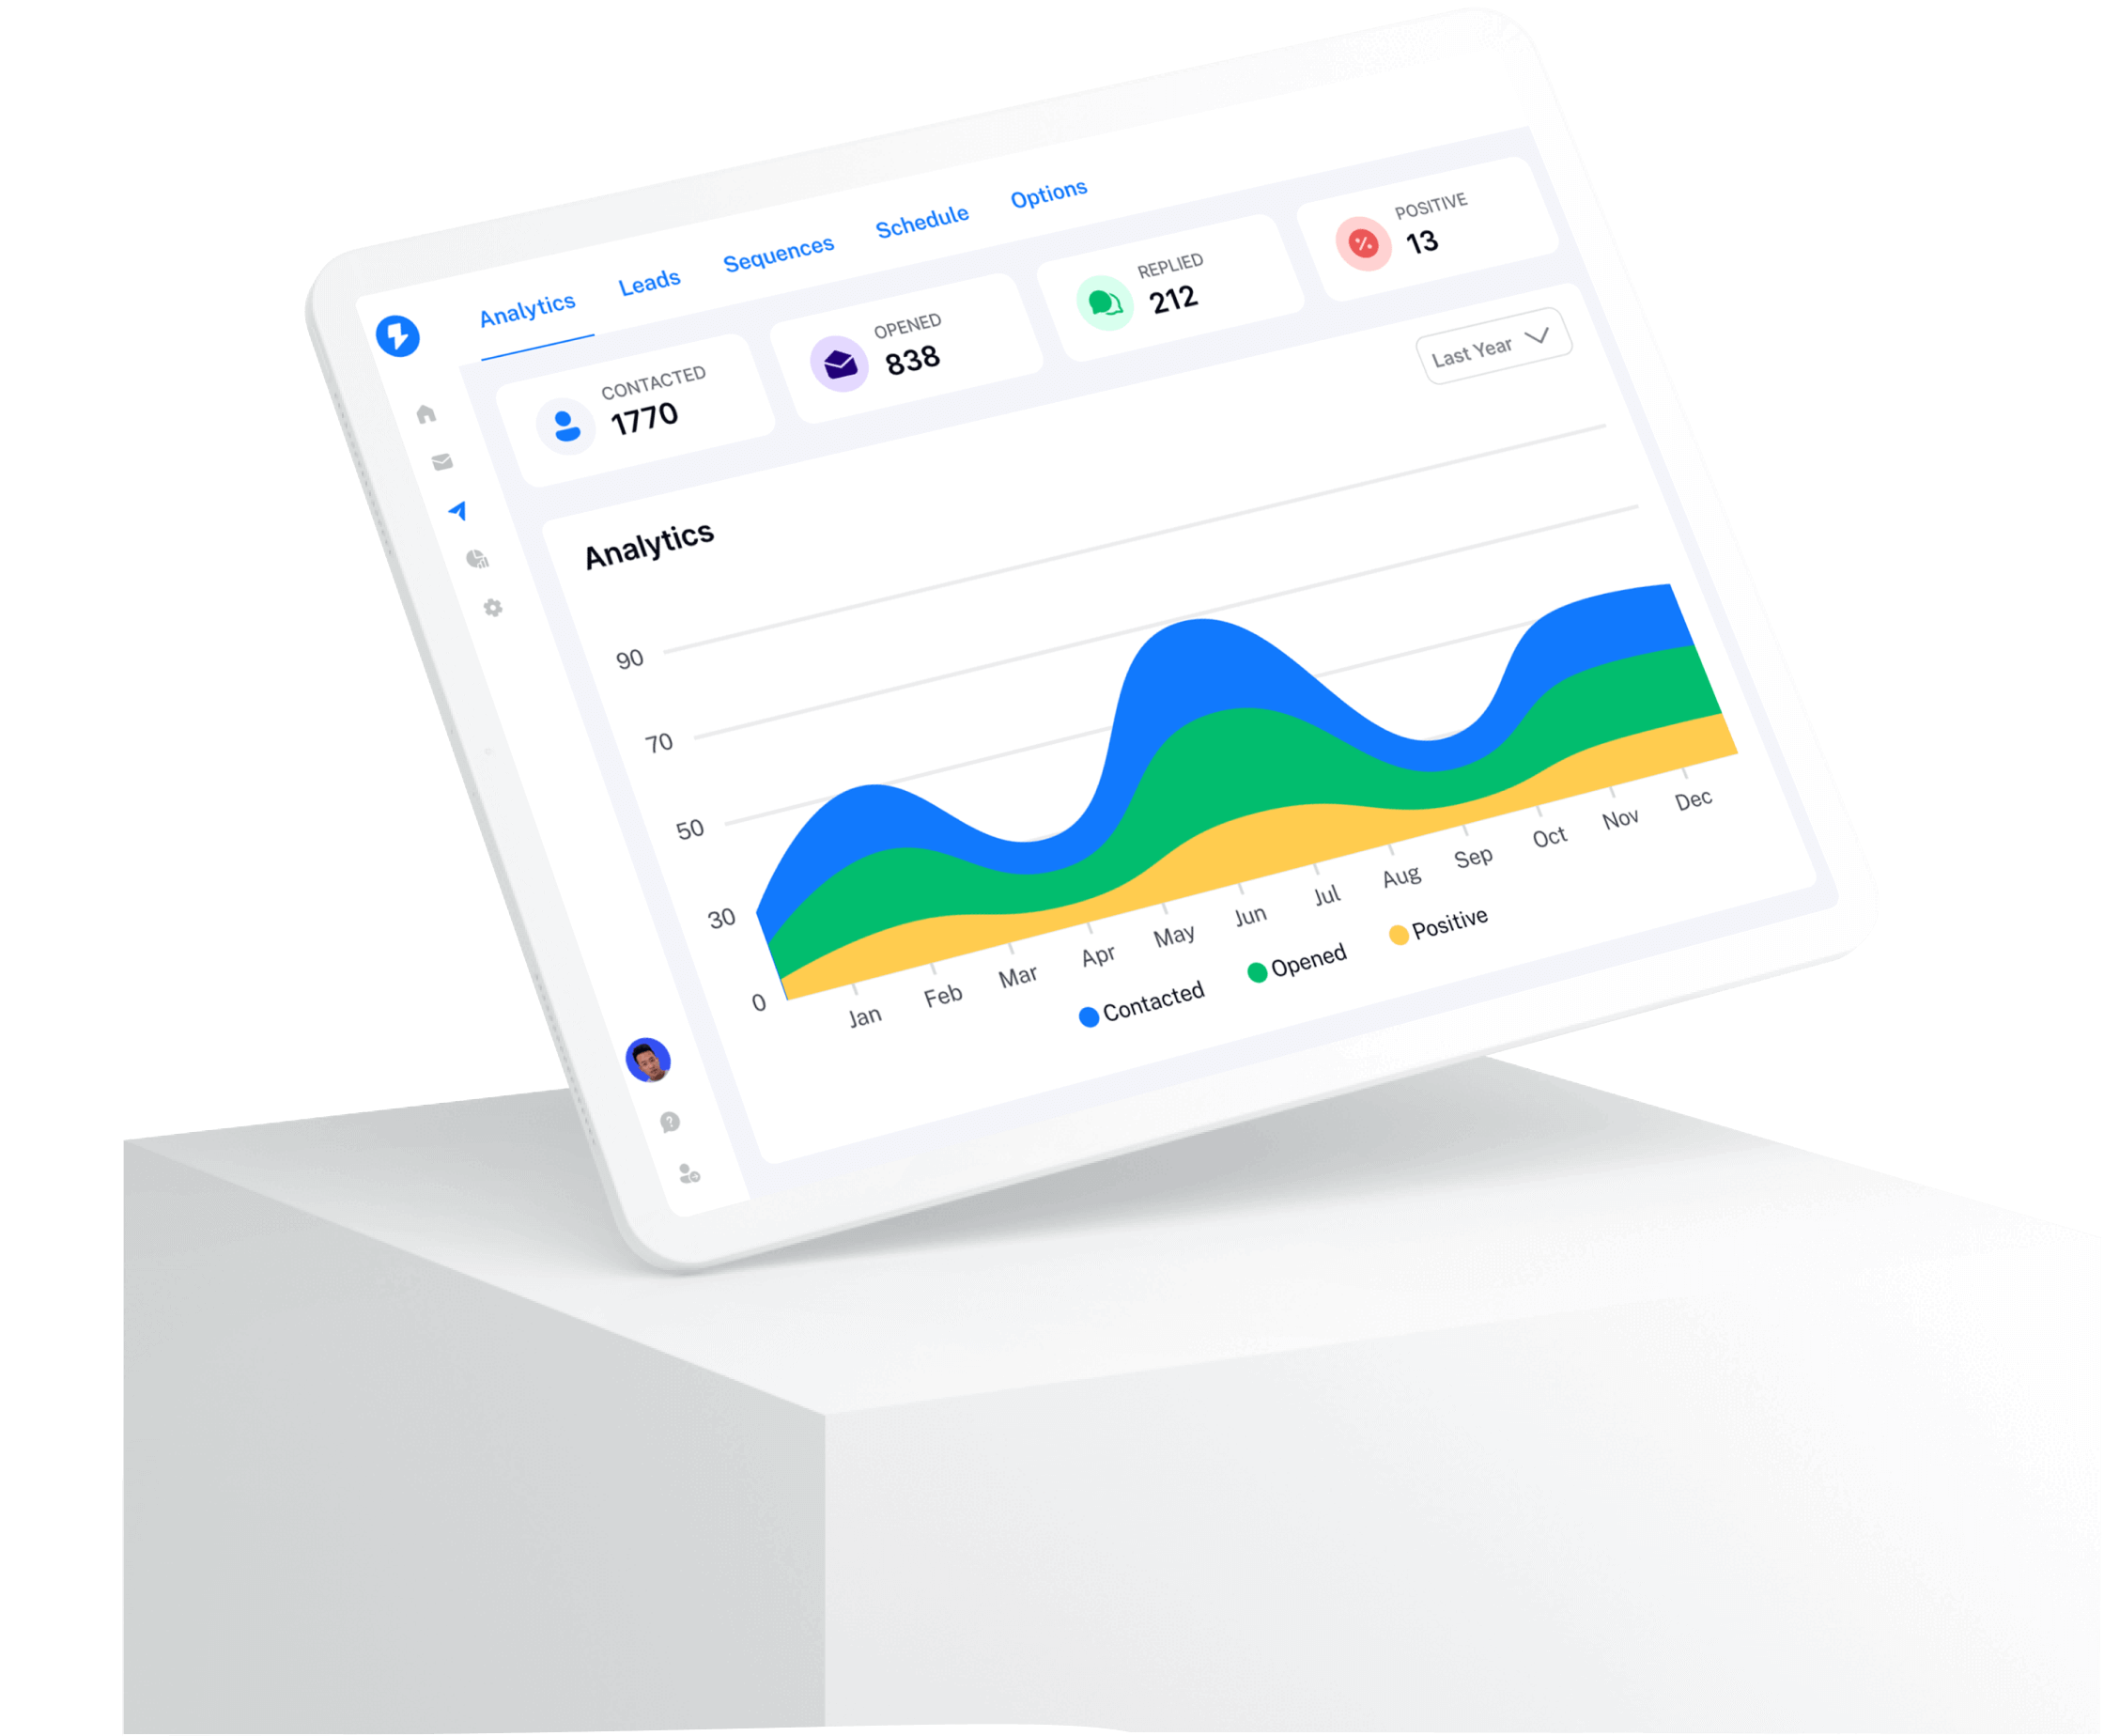 Analytics Leads Sequences Schedule Options
CONTACTED
1770
OPENED
838
REPLIED
212
POSITIVE
13
Analytics
Last Year
90
70
50
30
0
Jan Feb Mar Apr May Jun Jul Aug Sep Oct Nov Dec
Contacted Opened Positive